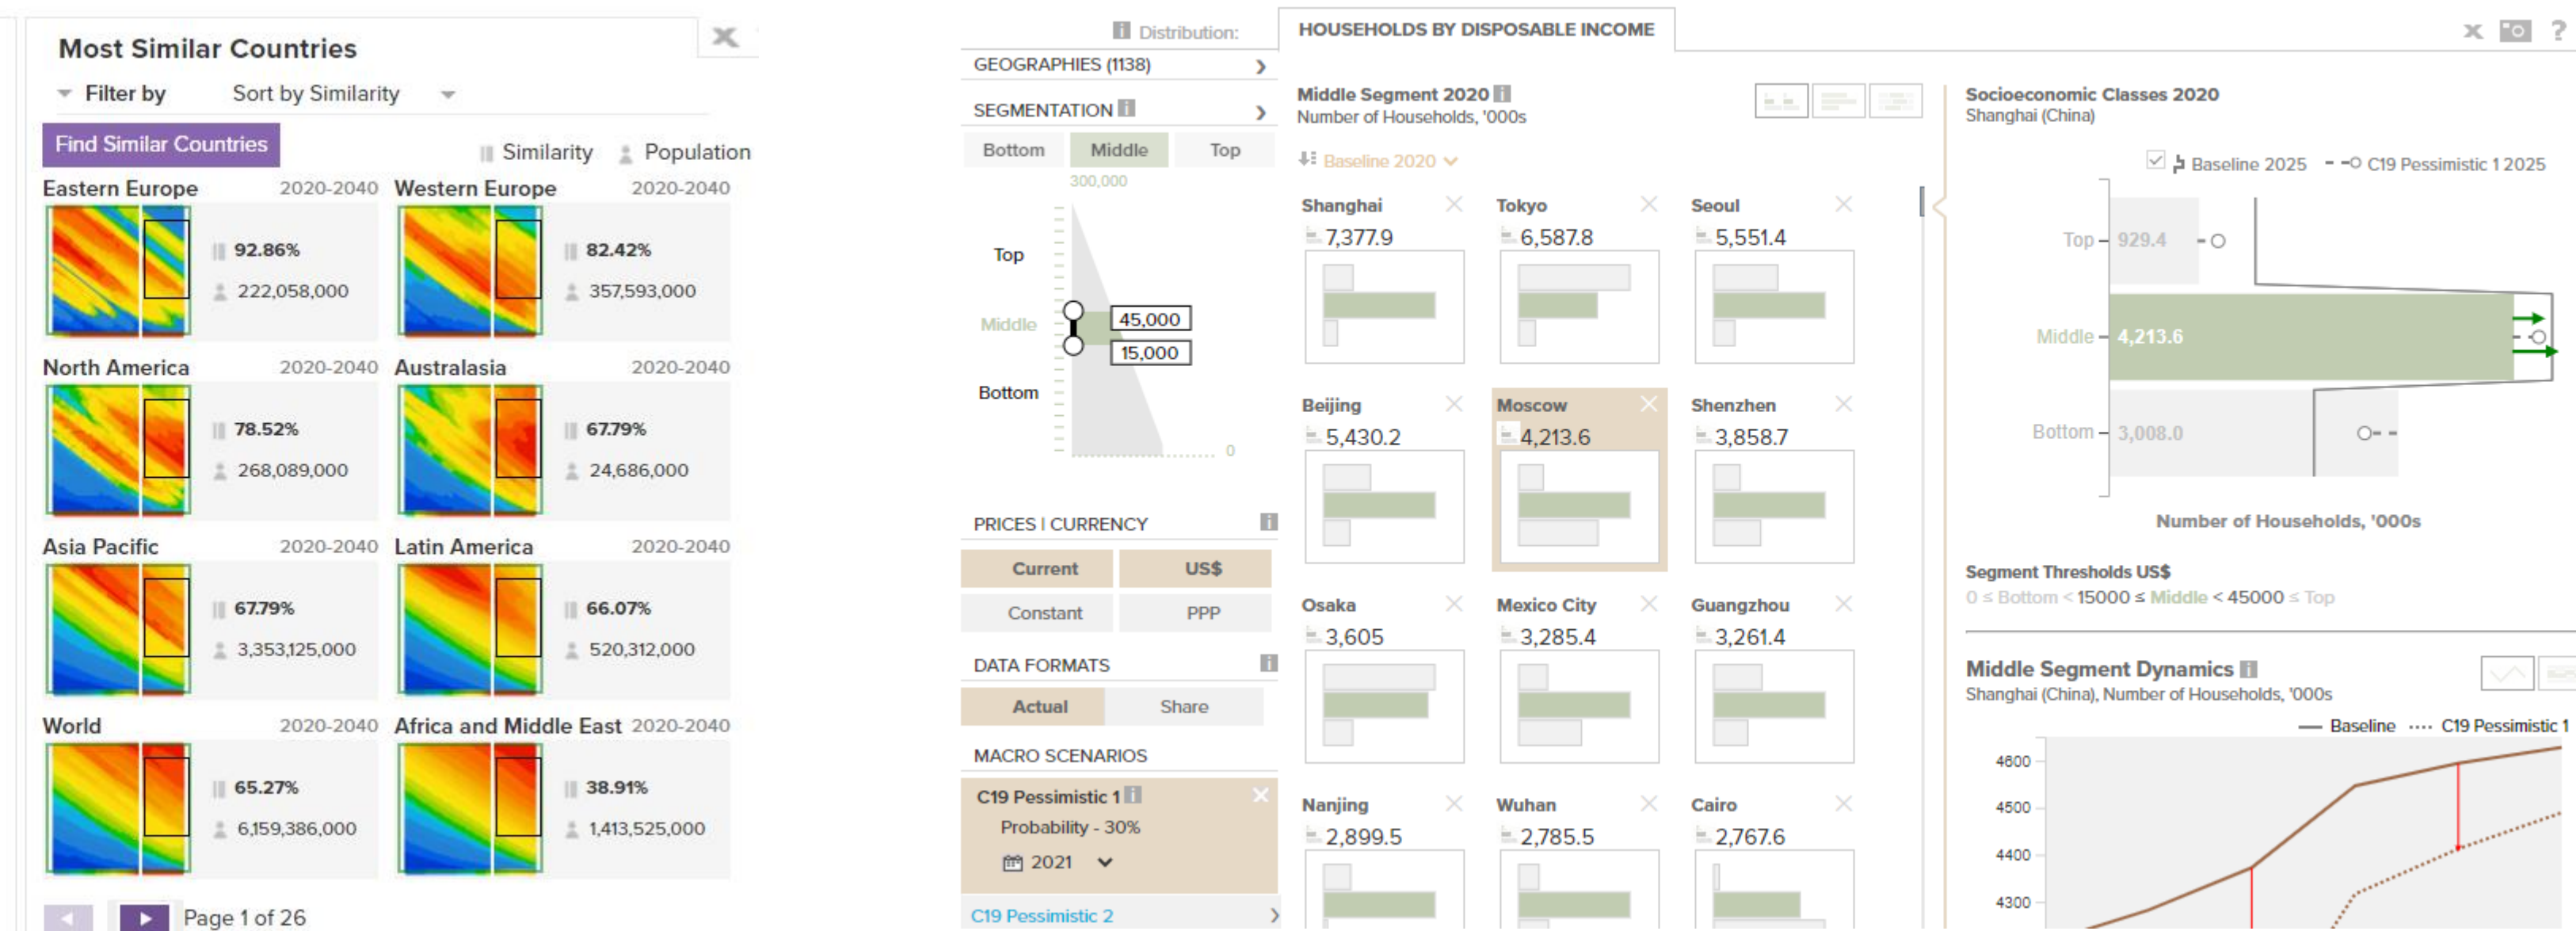 Most Similar Countries
Filter by
Sort by Similarity
Find Similar Countries
Similarity
Population
Eastern Europe
2020-2040
92.86%
222,058,000
Western Europe
2020-2040
82.42%
357,593,000
North America
2020-2040
78.52%
268,089,000
Australasia
2020-2040
67.79%
24,686,000
Asia Pacific
2020-2040
67.79%
3,353,125,000
Latin America
2020-2040
66.07%
520,312,000
World
2020-2040
65.27%
6,159,386,000
Africa and Middle East
2020-2040
38.91%
1,413,525,000
Page 1 of 26
Distribution:
GEOGRAPHIES (1138)
SEGMENTATION
Bottom
Middle
Top
300,000
Top
Middle
Bottom
45,000
15,000
0
PRICES | CURRENCY
Current
US$
Constant
PPP
DATA FORMATS
Actual
Share
MACRO SCENARIOS
C19 Pessimistic 1
Probability - 30%
2021
C19 Pessimistic 2
HOUSEHOLDS BY DISPOSABLE INCOME
Middle Segment 2020
Number of Households, '000s
Baseline 2020
Shanghai
7,377.9
Tokyo
6,587.8
Seoul
5,551.4
Beijing
5,430.2
Moscow
4,213.6
Shenzhen
3,858.7
Osaka
3,605
Mexico City
3,285.4
Guangzhou
3,261.4
Nanjing
2,899.5
Wuhan
2,785.5
Cairo
2,767.6
?
Socioeconomic Classes 2020
Shanghai (China)
Baseline 2025
C19 Pessimistic 1 2025
Top
929.4
Middle
4,213.6
Bottom
3,008.0
Number of Households, '000s
Segment Thresholds US$
0 ≤ Bottom < 15000 ≤ Middle < 45000 ≤ Top
Middle Segment Dynamics
Shanghai (China), Number of Households, '000s
Baseline
C19 Pessimistic 1
4600
4500
4400
4300